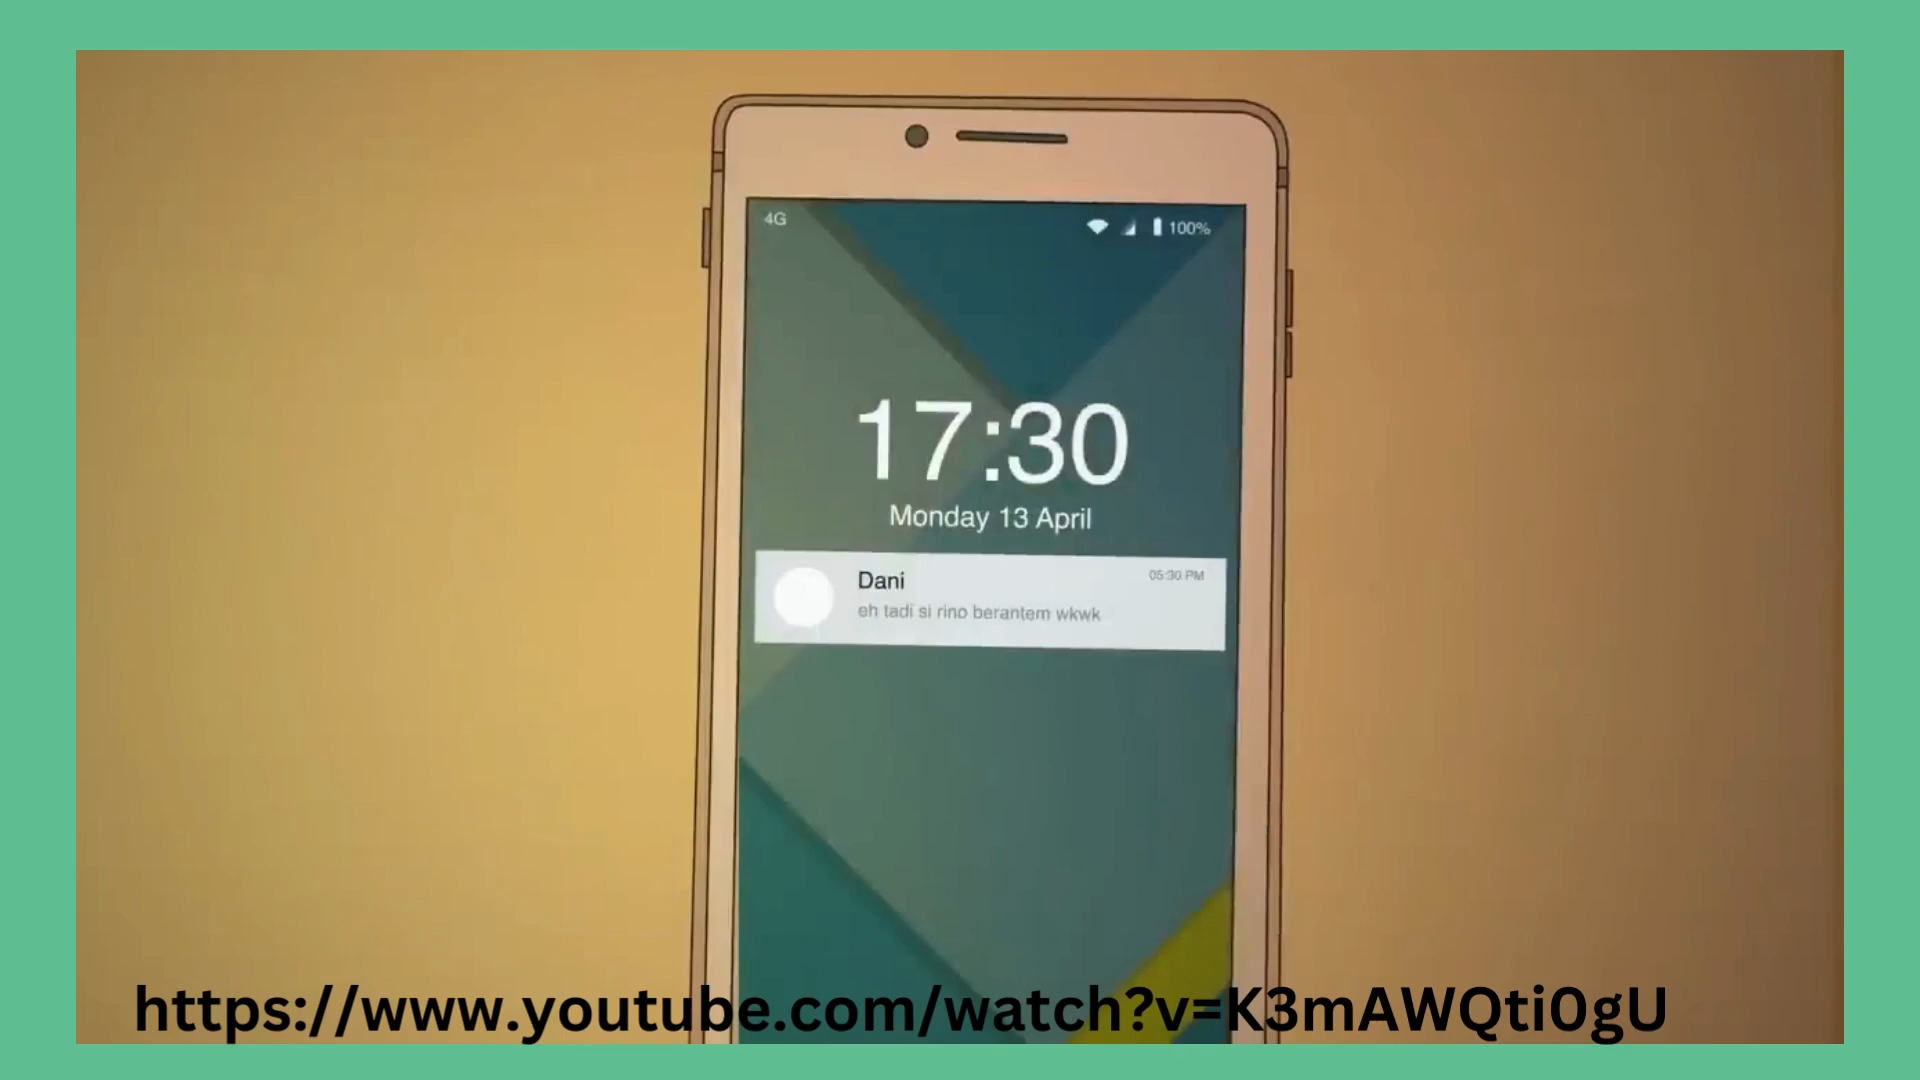 4G 100%
17:30
Monday 13 April
Dani 05:30 PM
eh tadi si rino berantem wkwk
https://www.youtube.com/watch?v=K3mAWQti0gU